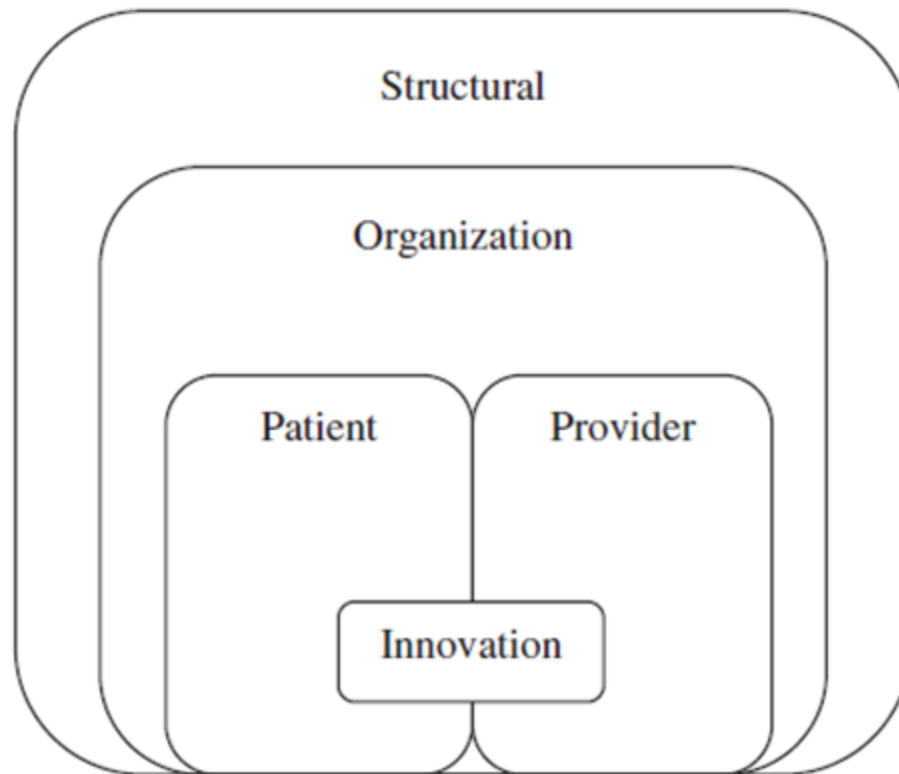 Structural
Organization
Patient
Provider
Innovation